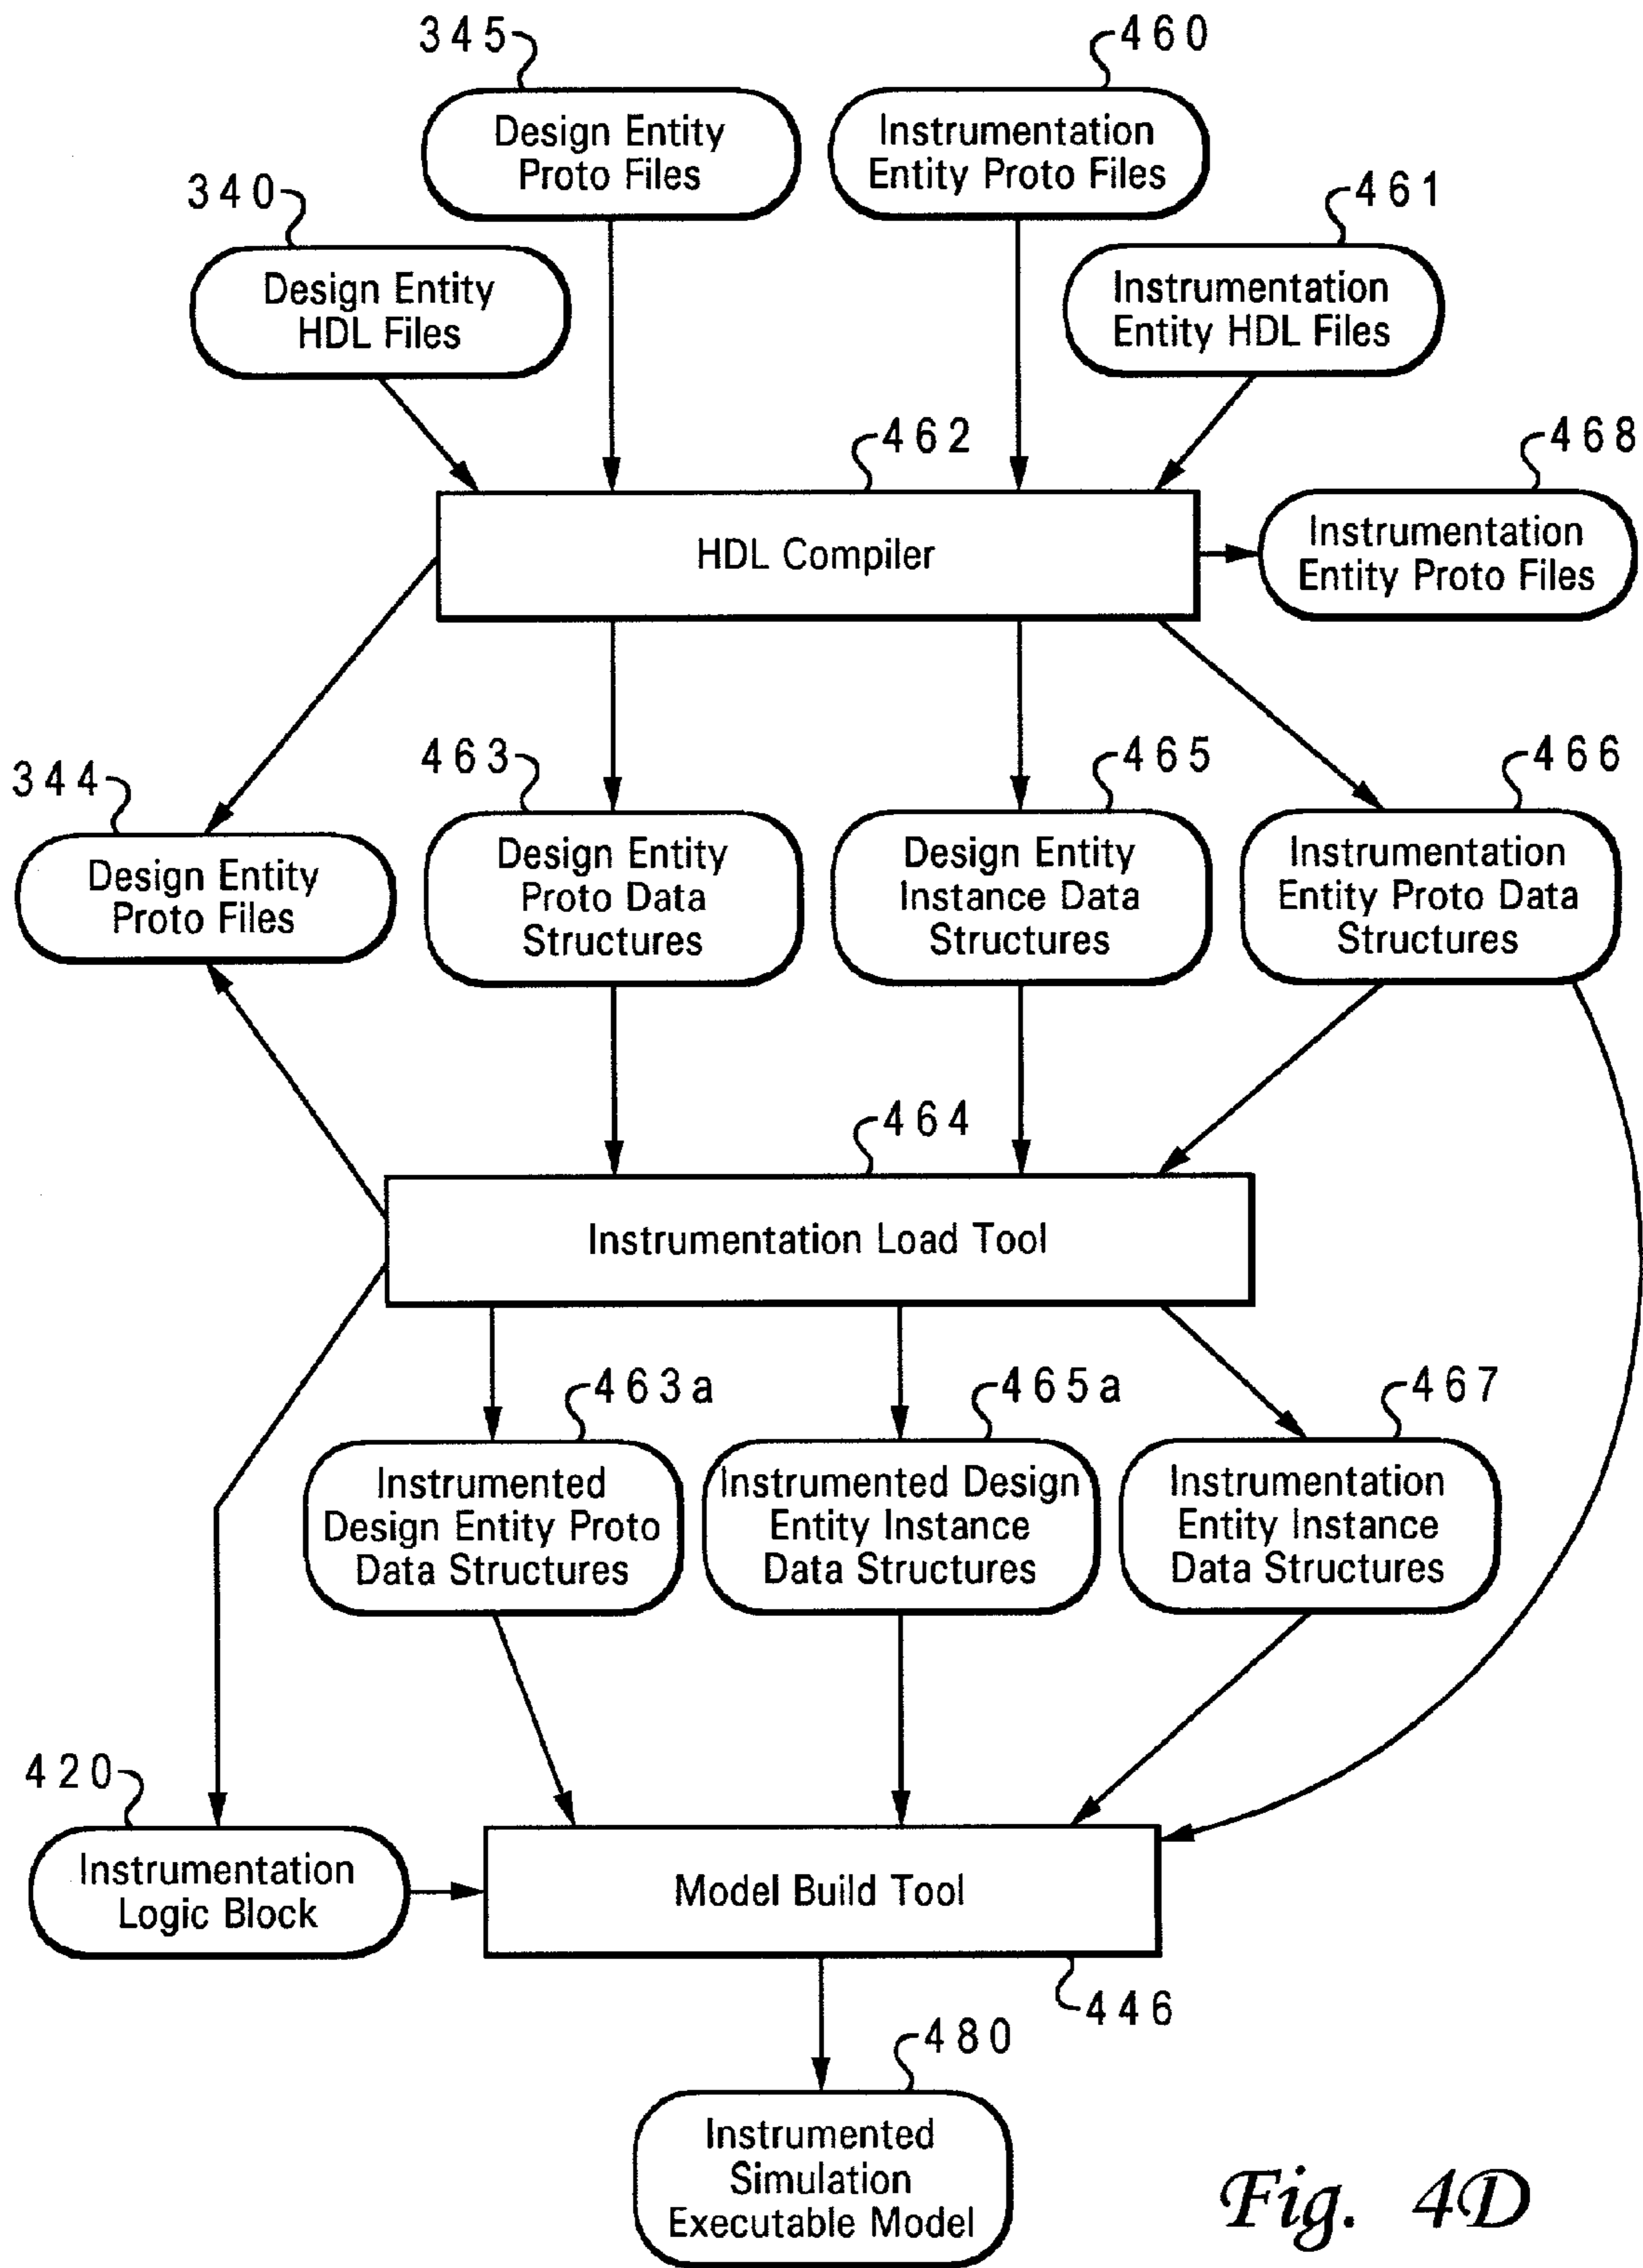 345
460
Design Entity
Proto Files
Instrumentation
Entity Proto Files
340
461
Design Entity
HDL Files
Instrumentation
Entity HDL Files
462
468
HDL Compiler
Instrumentation
Entity Proto Files
344
463
465
466
Design Entity
Proto Files
Design Entity
Proto Data
Structures
Design Entity
Instance Data
Structures
Instrumentation
Entity Proto Data
Structures
464
Instrumentation Load Tool
463a
465a
467
Instrumented
Design Entity Proto
Data Structures
Instrumented Design
Entity Instance
Data Structures
Instrumentation
Entity Instance
Data Structures
420
Instrumentation
Logic Block
Model Build Tool
446
480
Instrumented
Simulation
Executable Model
Fig. 4D